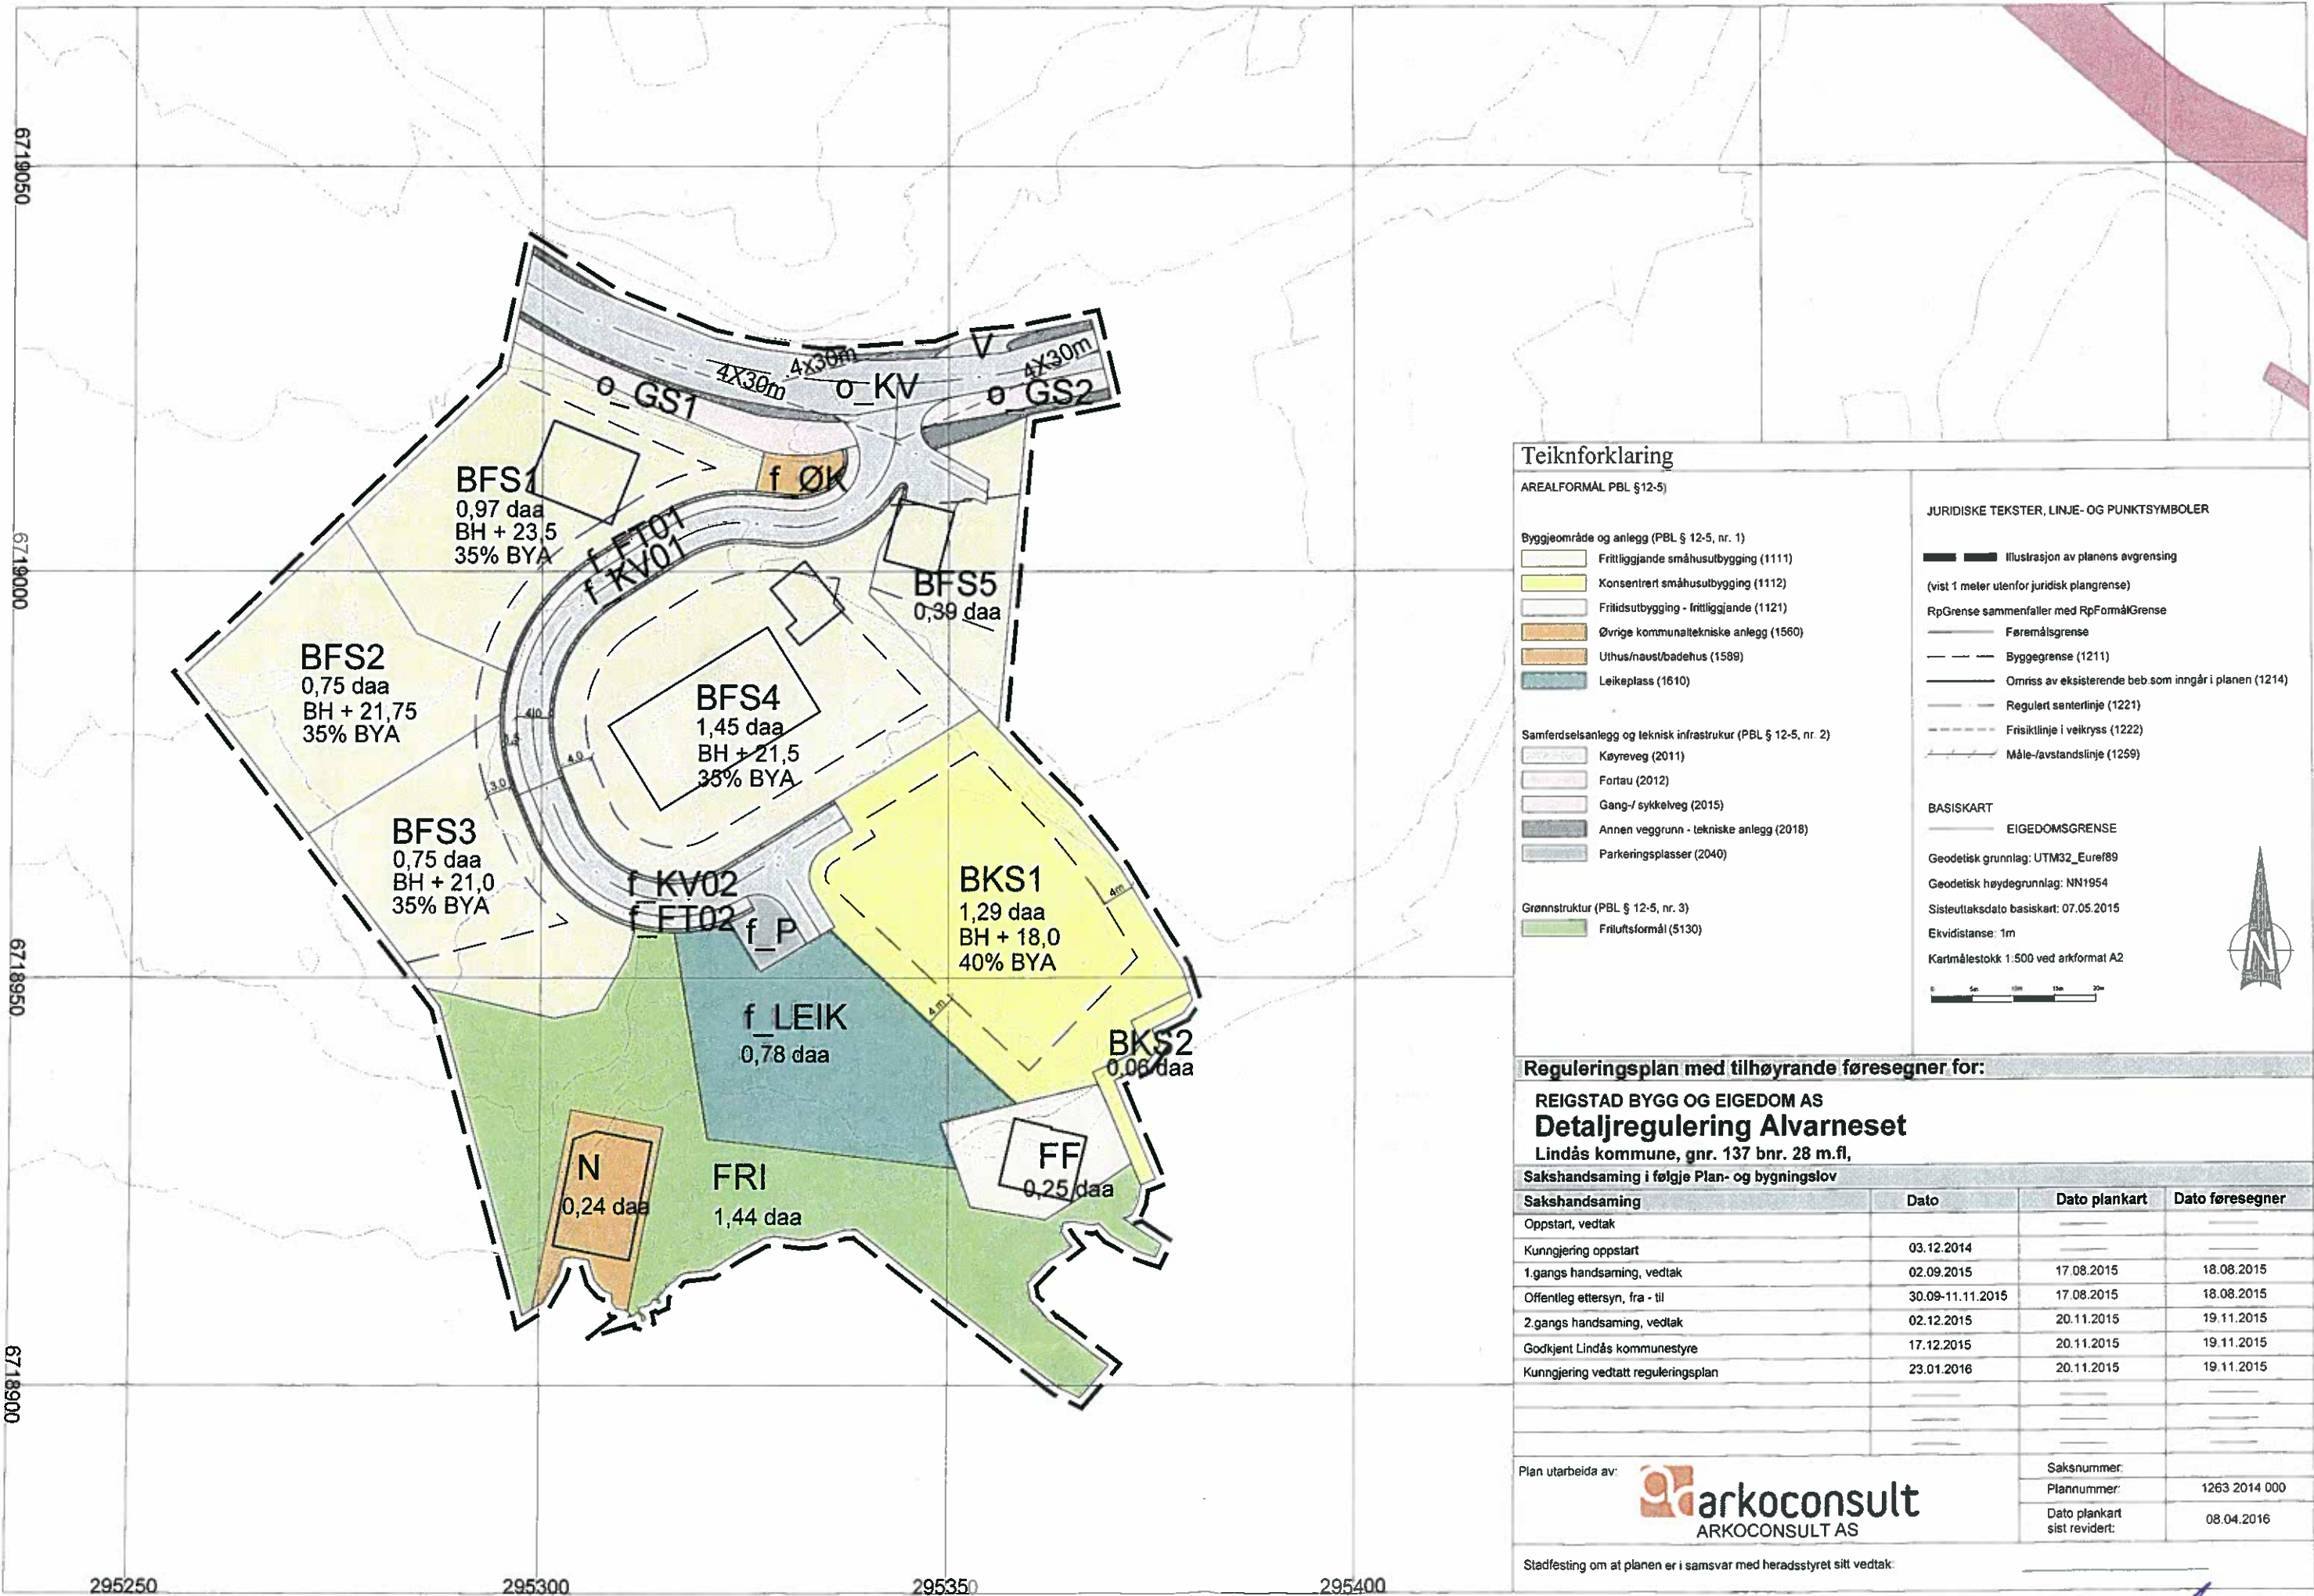 6719050
6719000
6718950
6718900
295250
295300
295350
295400
4X30m
4X30m
V
4X30m
o_KV
o_GS1
o_GS2
f_ØK
BFS1
0,97 daa
BH + 23,5
35% BYA
f_FT01
f_KV01
BFS5
0,39 daa
BFS2
0,75 daa
BH + 21,75
35% BYA
BFS4
1,45 daa
BH + 21,5
35% BYA
4,0
4,0
3,0
BFS3
0,75 daa
BH + 21,0
35% BYA
f_KV02
f_FT02
f_P
BKS1
1,29 daa
BH + 18,0
40% BYA
4m
4 m
f_LEIK
0,78 daa
BKS2
0,06 daa
N
0,24 daa
FRI
1,44 daa
FF
0,25 daa
Teiknforklaring
AREALFORMÅL PBL §12-5)
Byggjeområde og anlegg (PBL § 12-5, nr. 1)
Frittliggjande småhusutbygging (1111)
Konsentrert småhusutbygging (1112)
Fritidsutbygging - frittliggjande (1121)
Øvrige kommunaltekniske anlegg (1560)
Uthus/naust/badehus (1589)
Leikeplass (1610)
Samferdselsanlegg og teknisk infrastrukur (PBL § 12-5, nr. 2)
Køyreveg (2011)
Fortau (2012)
Gang-/ sykkelveg (2015)
Annen veggrunn - tekniske anlegg (2018)
Parkeringsplasser (2040)
Grønnstruktur (PBL § 12-5, nr. 3)
Friluftsformål (5130)
JURIDISKE TEKSTER, LINJE- OG PUNKTSYMBOLER
Illustrasjon av planens avgrensing
(vist 1 meter utenfor juridisk plangrense)
RpGrense sammenfaller med RpFormålGrense
Føremålsgrense
Byggegrense (1211)
Omriss av eksisterende beb.som inngår i planen (1214)
Regulert senterlinje (1221)
Frisiktlinje i veikryss (1222)
Måle-/avstandslinje (1259)
BASISKART
EIGEDOMSGRENSE
Geodetisk grunnlag: UTM32_Euref89
Geodetisk høydegrunnlag: NN1954
Sisteuttaksdato basiskart: 07.05.2015
Ekvidistanse: 1m
Kartmålestokk 1:500 ved arkformat A2
0 5m 10m 15m 20m
N
Reguleringsplan med tilhøyrande føresegner for:
REIGSTAD BYGG OG EIGEDOM AS
Detaljregulering Alvarneset
Lindås kommune, gnr. 137 bnr. 28 m.fl,
Sakshandsaming i følgje Plan- og bygningslov
Sakshandsaming Dato Dato plankart Dato føresegner
Oppstart, vedtak
Kunngjering oppstart 03.12.2014
1.gangs handsaming, vedtak 02.09.2015 17.08.2015 18.08.2015
Offentleg ettersyn, fra - til 30.09-11.11.2015 17.08.2015 18.08.2015
2.gangs handsaming, vedtak 02.12.2015 20.11.2015 19.11.2015
Godkjent Lindås kommunestyre 17.12.2015 20.11.2015 19.11.2015
Kunngjering vedtatt reguleringsplan 23.01.2016 20.11.2015 19.11.2015
Plan utarbeida av:
arkoconsult
ARKOCONSULT AS
Saksnummer:
Plannummer: 1263 2014 000
Dato plankart
sist revidert: 08.04.2016
Stadfesting om at planen er i samsvar med heradsstyret sitt vedtak: